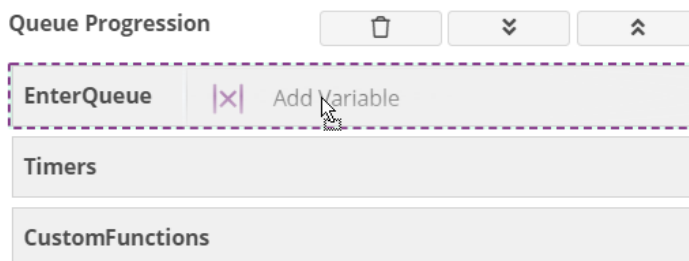 Queue Progression
EnterQueue Add Variable
Timers
CustomFunctions